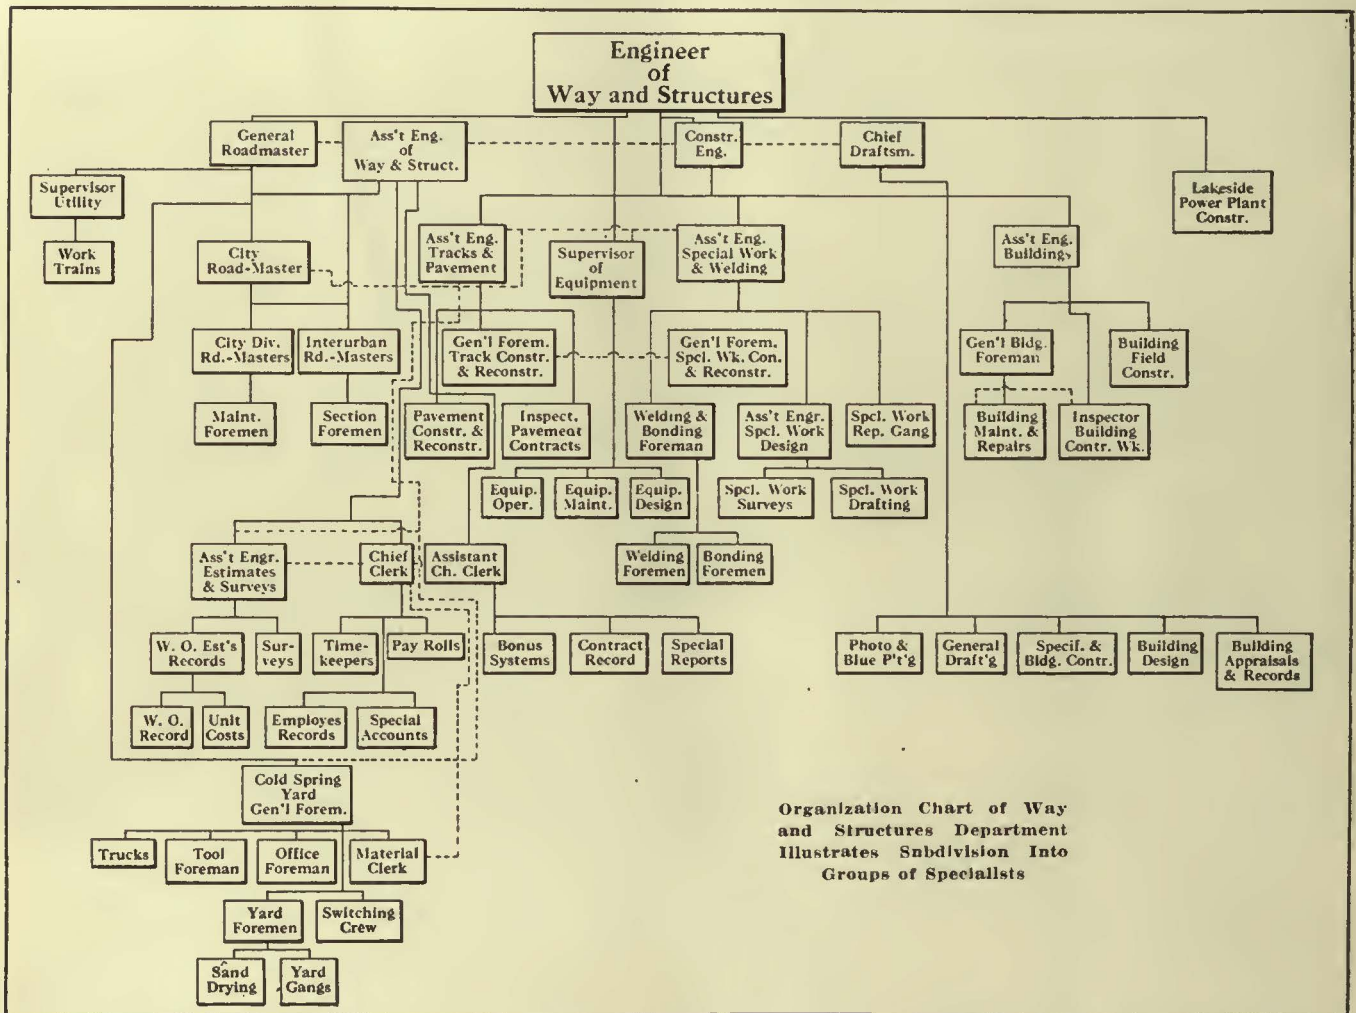 Engineer
of
Way and Structures
General
Roadmaster
Ass't Eng.
of
Way & Struct.
Constr.
Eng.
Chief
Draftsm.
Supervisor
Utility
Lakeside
Power Plant
Constr.
Work
Trains
City
Road-Master
Ass't Eng.
Tracks &
Pavement
Supervisor
of
Equipment
Ass't Eng.
Special Work
& Welding
Ass't Eng.
Buildings
City Div.
Rd.-Masters
Interurban
Rd.-Masters
Gen'l Forem.
Track Constr.
& Reconstr.
Gen'l Forem.
Spcl. Wk. Con.
& Reconstr.
Gen'l Bldg.
Foreman
Building
Field
Constr.
Maint.
Foremen
Section
Foremen
Pavement
Constr. &
Reconstr.
Inspect.
Pavement
Contracts
Welding &
Bonding
Foreman
Ass't Engr.
Spcl. Work
Design
Spcl. Work
Rep. Gang
Building
Maint. &
Repairs
Inspector
Building
Contr. Wk.
Equip.
Oper.
Equip.
Maint.
Equip.
Design
Spcl. Work
Surveys
Spcl. Work
Drafting
Ass't Engr.
Estimates
& Surveys
Chief
Clerk
Assistant
Ch. Clerk
Welding
Foremen
Bonding
Foremen
W. O. Est's
Records
Sur-
veys
Time-
keepers
Pay Rolls
Bonus
Systems
Contract
Record
Special
Reports
Photo &
Blue P't'g
General
Draft'g
Specif. &
Bldg. Contr.
Building
Design
Building
Appraisals
& Records
W. O.
Record
Unit
Costs
Employes
Records
Special
Accounts
Cold Spring
Yard
Gen'l Forem.
Trucks
Tool
Foreman
Office
Foreman
Material
Clerk
Yard
Foremen
Switching
Crew
Sand
Drying
Yard
Gangs
Organization Chart of Way
and Structures Department
Illustrates Snbdivision Into
Groups of Specialists